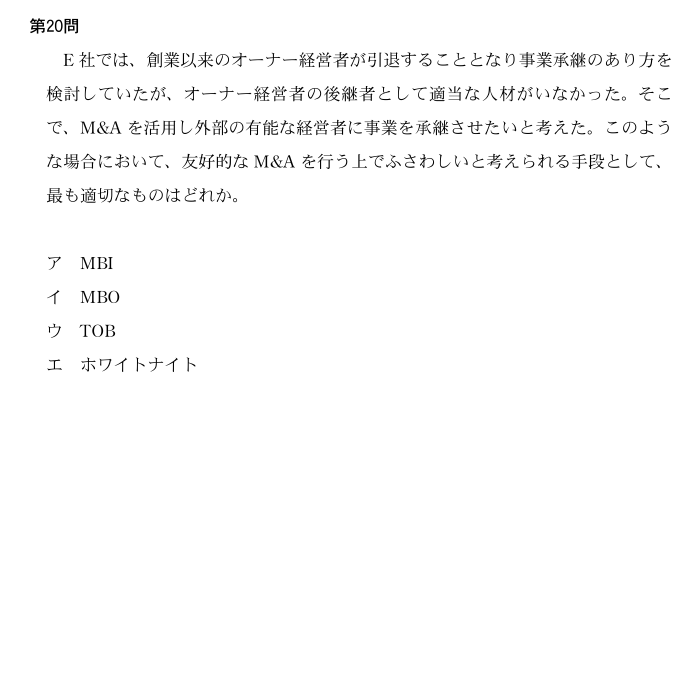 第20問
　E 社では、創業以来のオーナー経営者が引退することとなり事業承継のあり方を
検討していたが、オーナー経営者の後継者として適当な人材がいなかった。そこ
で、M&A を活用し外部の有能な経営者に事業を承継させたいと考えた。このよう
な場合において、友好的な M&A を行う上でふさわしいと考えられる手段として、
最も適切なものはどれか。
ア　MBI
イ　MBO
ウ　TOB
エ　ホワイトナイト